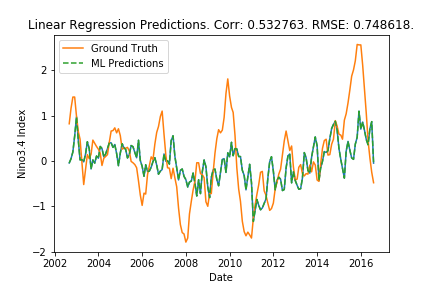 Linear Regression Predictions. Corr: 0.532763. RMSE: 0.748618.
Ground Truth
ML Predictions
Nino3.4 Index
2
1
0
−1
−2
2002 2004 2006 2008 2010 2012 2014 2016
Date